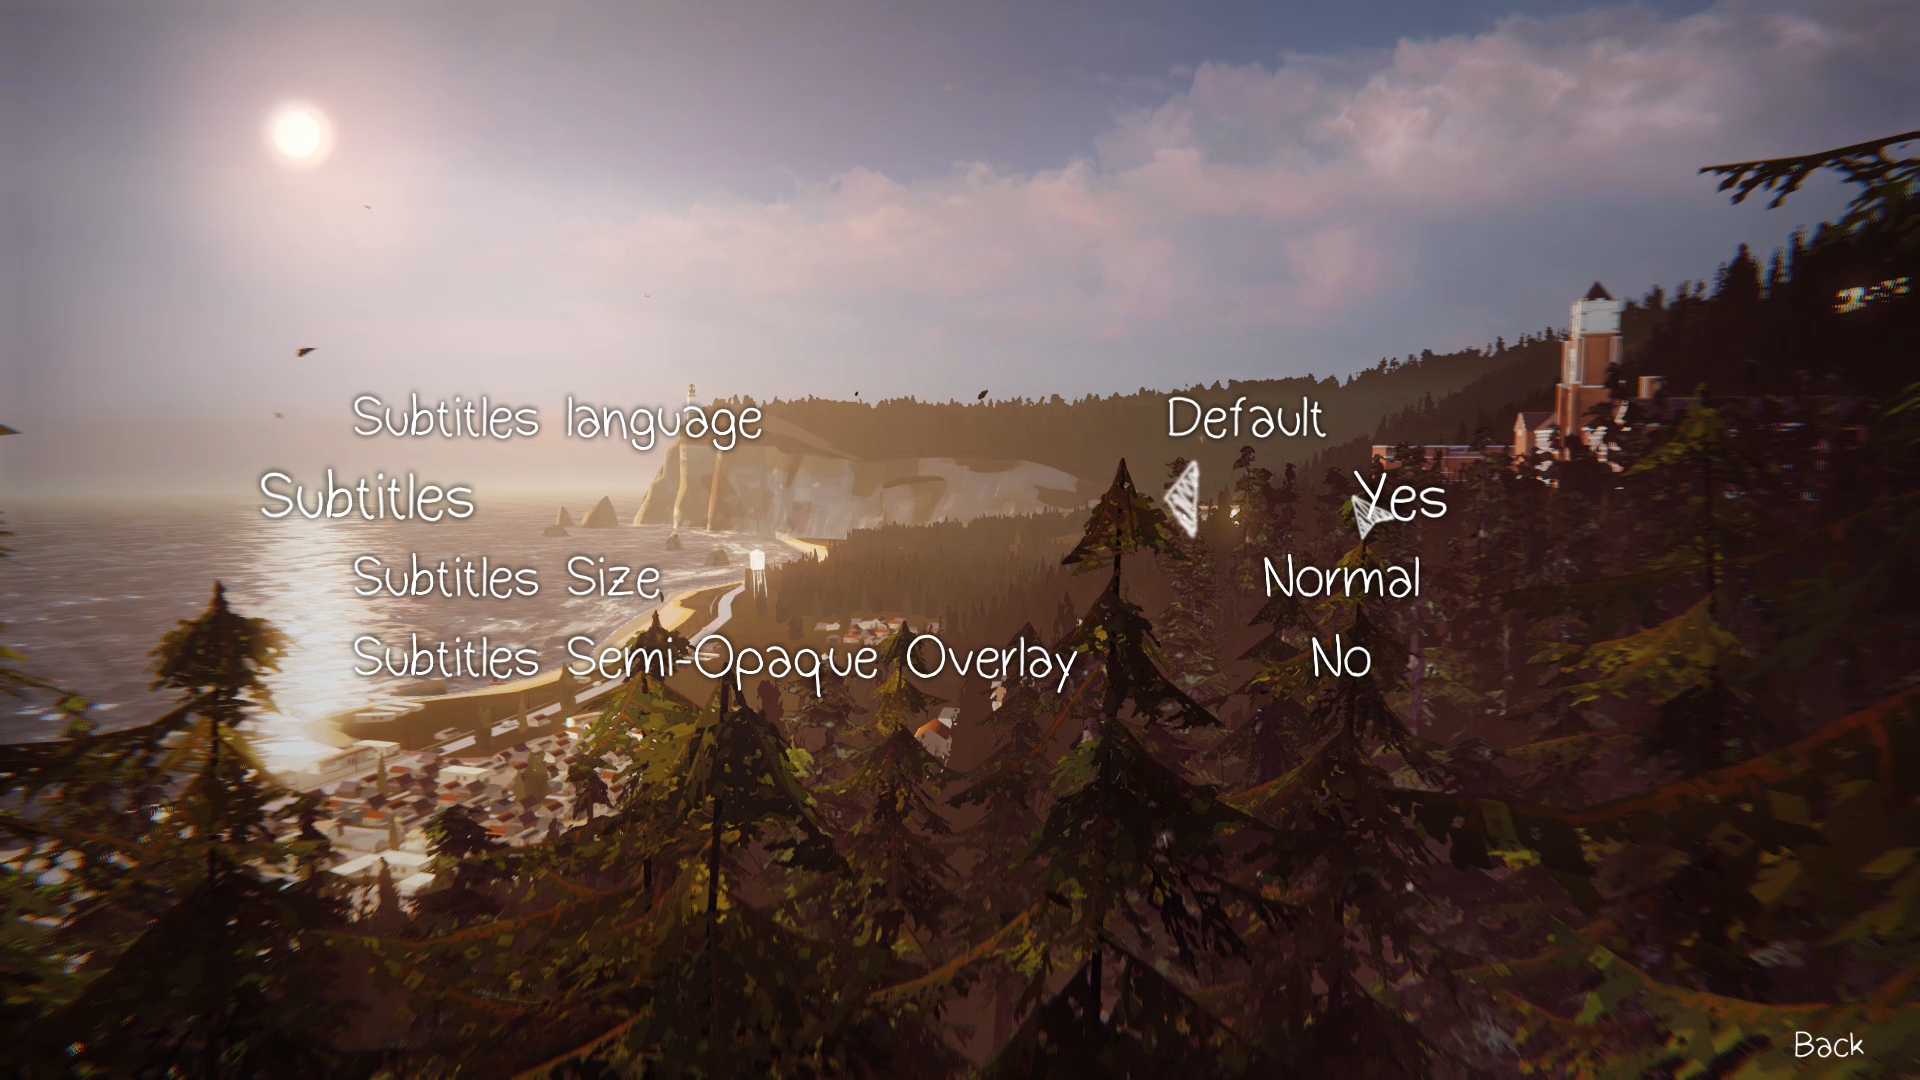 Subtitles language Default
Subtitles Yes
Subtitles Size Normal
Subtitles Semi-Opaque Overlay No
Back